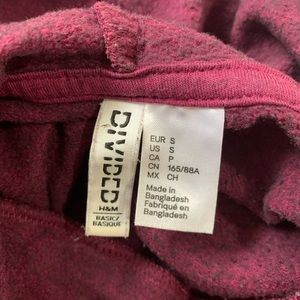 DIVIDED
H&M
BASIC/
BASIQUE
EUR S
US S
CA P
CN 165/88A
MX CH
Made in
Bangladesh
Fabriqué en
Bangladesh